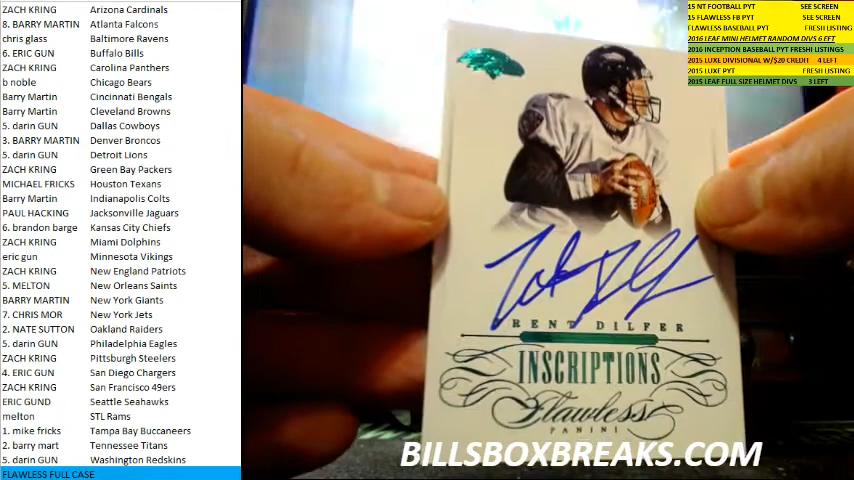 ZACH KRING Arizona Cardinals
8. BARRY MARTIN Atlanta Falcons
chris glass Baltimore Ravens
6. ERIC GUN Buffalo Bills
ZACH KRING Carolina Panthers
b noble Chicago Bears
Barry Martin Cincinnati Bengals
Barry Martin Cleveland Browns
5. darin GUN Dallas Cowboys
3. BARRY MARTIN Denver Broncos
5. darin GUN Detroit Lions
ZACH KRING Green Bay Packers
MICHAEL FRICKS Houston Texans
Barry Martin Indianapolis Colts
PAUL HACKING Jacksonville Jaguars
6. brandon barge Kansas City Chiefs
ZACH KRING Miami Dolphins
eric gun Minnesota Vikings
ZACH KRING New England Patriots
5. MELTON New Orleans Saints
BARRY MARTIN New York Giants
7. CHRIS MOR New York Jets
2. NATE SUTTON Oakland Raiders
5. darin GUN Philadelphia Eagles
ZACH KRING Pittsburgh Steelers
4. ERIC GUN San Diego Chargers
ZACH KRING San Francisco 49ers
ERIC GUND Seattle Seahawks
melton STL Rams
1. mike fricks Tampa Bay Buccaneers
2. barry mart Tennessee Titans
5. darin GUN Washington Redskins
FLAWLESS FULL CASE
15 NT FOOTBALL PYT SEE SCREEN
15 FLAWLESS FB PYT SEE SCREEN
FLAWLESS BASEBALL PYT FRESH LISTING
2016 LEAF MINI HELMET RANDOM DIVS 6 EFT
2016 INCEPTION BASEBALL PYT FRESHI LISTINGS
2015 LUXE DIVISIONAL W/$20 CREDIT 4 LEFT
2015 LUXE PYT FRESH LISTING
2015 LEAF FULL SIZE HELMET DIVS 3 LEFT
RENT DILFER
INSCRIPTIONS
Flawless
PANINI
BILLSBOXBREAKS.COM